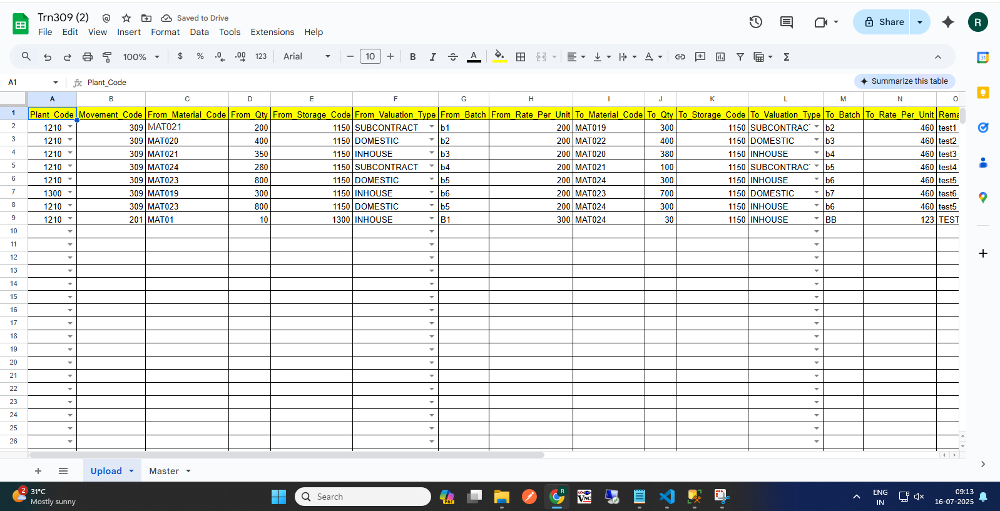 Trn309 (2) Saved to Drive
File Edit View Insert Format Data Tools Extensions Help
Share
R
100% $ % .0 .00 123 Arial 10 B I A
A1 fx Plant_Code
Summarize this table
31
A B C D E F G H I J K L M N O
1 Plant_Code Movement_Code From_Material_Code From_Qty From_Storage_Code From_Valuation_Type From_Batch From_Rate_Per_Unit To_Material_Code To_Qty To_Storage_Code To_Valuation_Type To_Batch To_Rate_Per_Unit Rema
2 1210 309 MAT021 200 1150 SUBCONTRACT b1 200 MAT019 300 1150 SUBCONTRAC b2 460 test1
3 1210 309 MAT020 400 1150 DOMESTIC b2 200 MAT022 400 1150 DOMESTIC b3 460 test2
4 1210 309 MAT021 350 1150 INHOUSE b3 200 MAT020 380 1150 INHOUSE b4 460 test3
5 1210 309 MAT024 280 1150 SUBCONTRACT b4 200 MAT021 100 1150 SUBCONTRAC b5 460 test4
6 1210 309 MAT023 800 1150 DOMESTIC b5 200 MAT024 300 1150 INHOUSE b6 460 test5
7 1300 309 MAT019 300 1150 INHOUSE b6 200 MAT023 700 1150 DOMESTIC b7 460 test6
8 1210 309 MAT023 800 1150 DOMESTIC b5 200 MAT024 300 1150 INHOUSE b6 460 test5
9 1210 201 MAT01 10 1300 INHOUSE B1 300 MAT024 30 1150 INHOUSE BB 123 TEST
10
11
12
13
14
15
16
17
18
19
20
21
22
23
24
25
26
Upload Master
2 31°C
Mostly sunny
Search
PRE
R
VNC
ENG
IN
09:13
16-07-2025